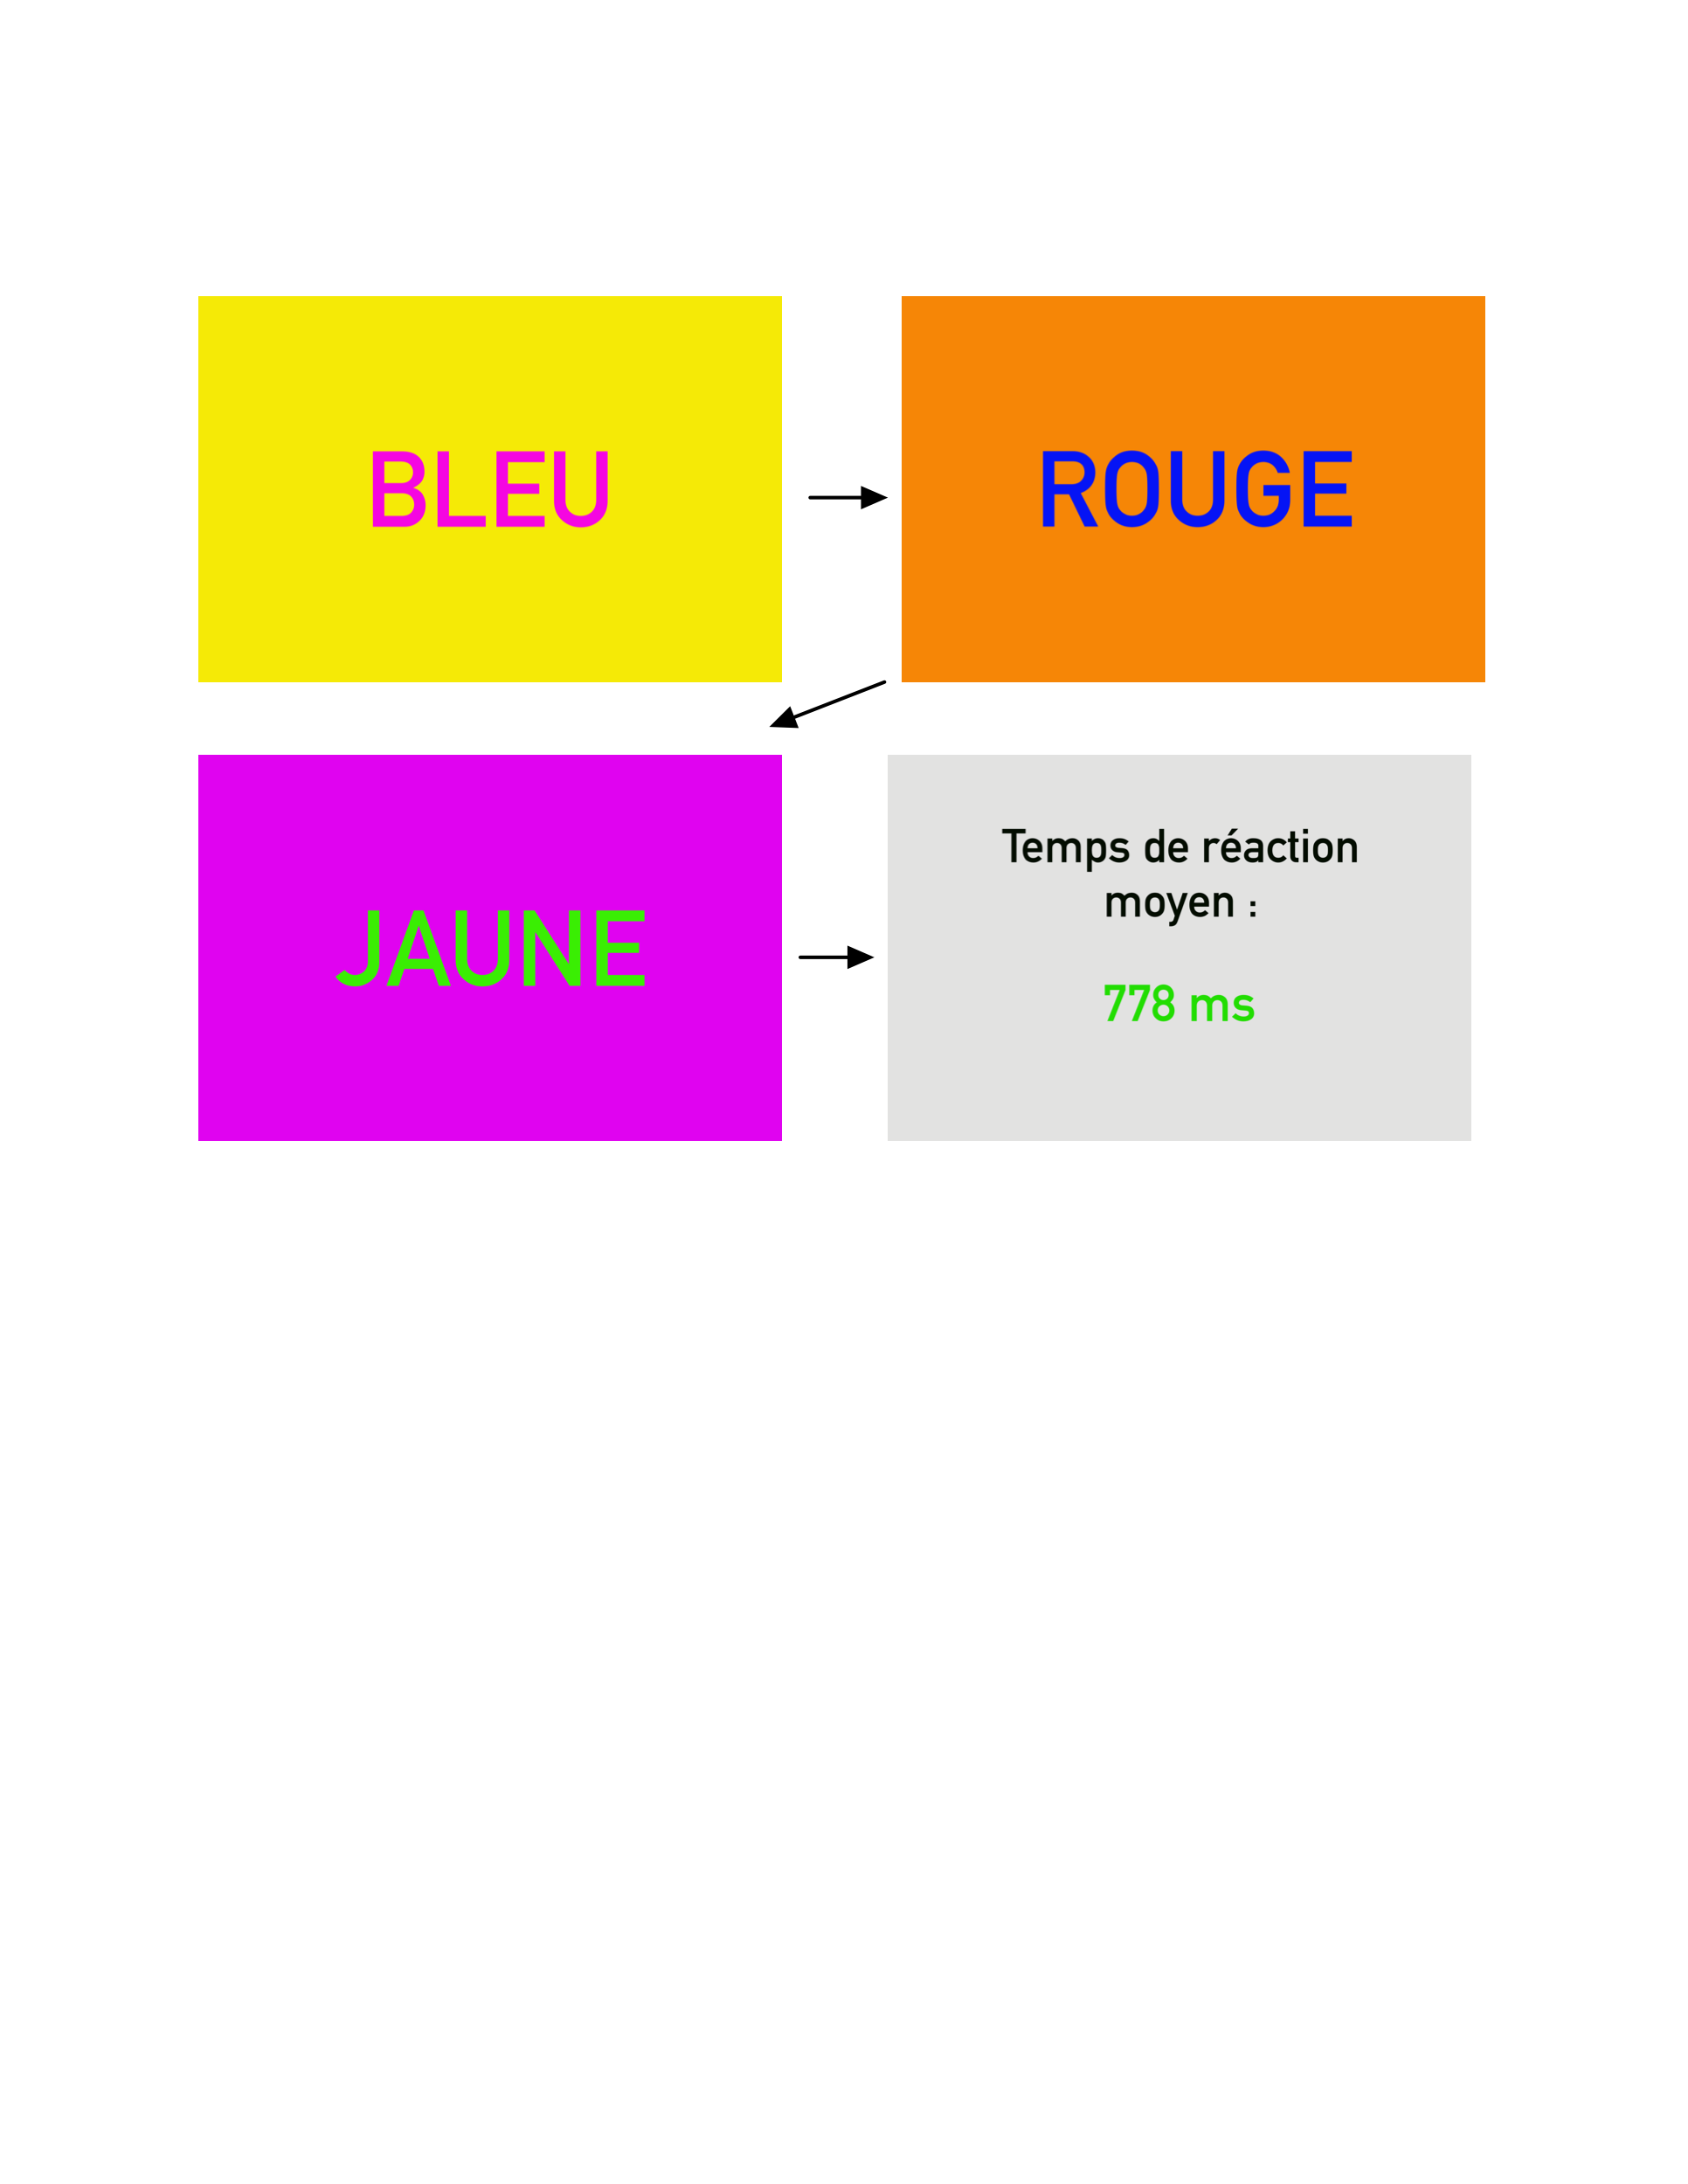 BLEU
ROUGE
JAUNE
Temps de réaction
moyen :
778 ms